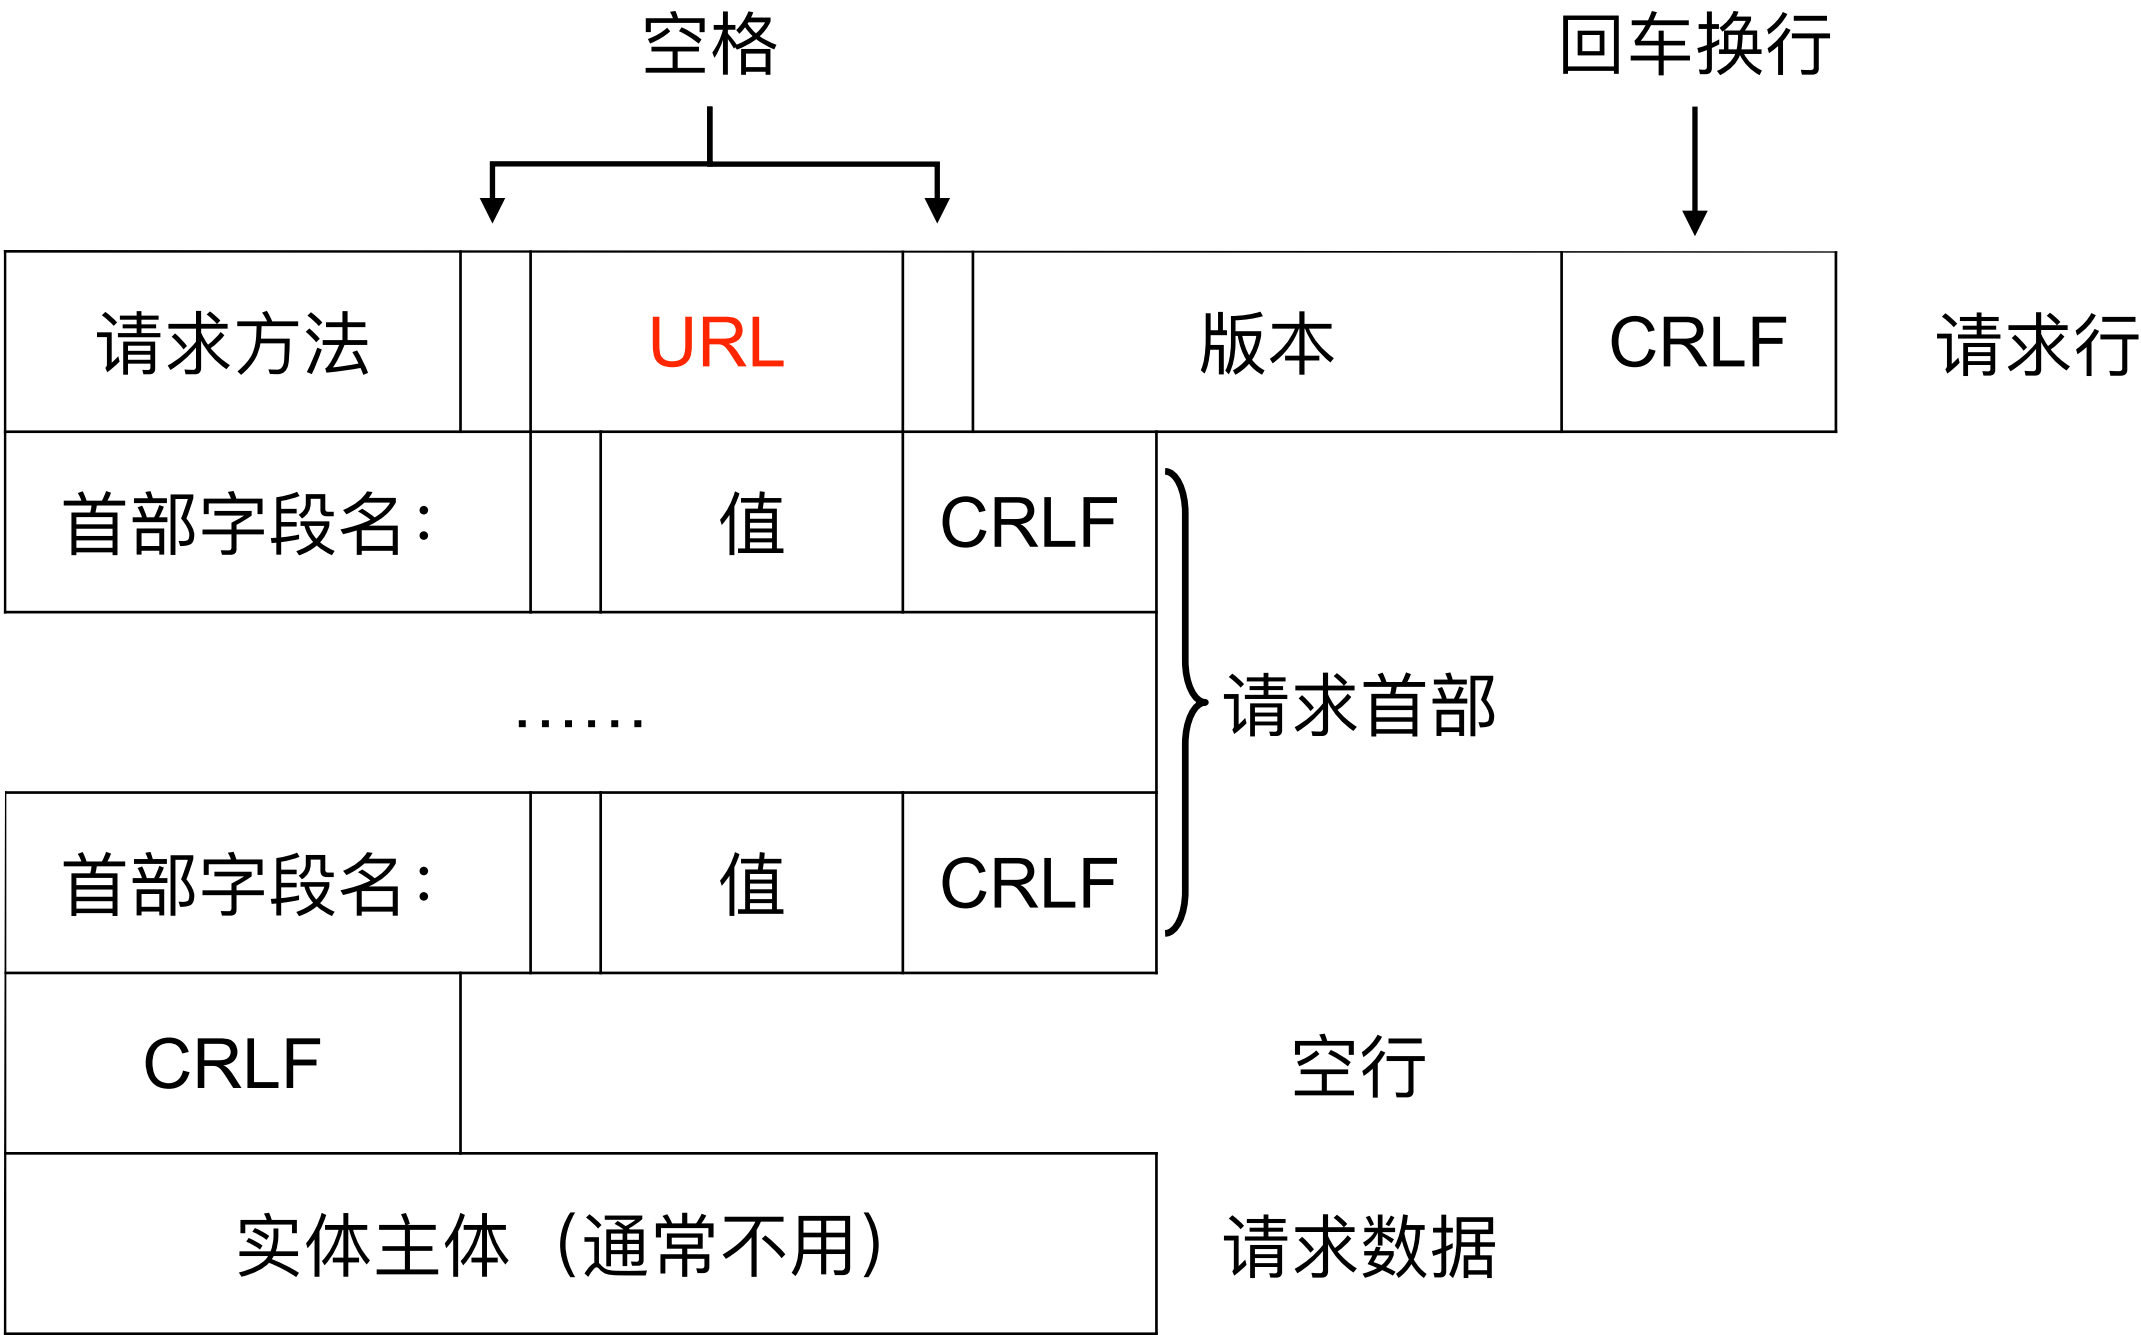 空格 回车换行
请求方法 URL 版本 CRLF 请求行
首部字段名: 值 CRLF
...... 请求首部
首部字段名: 值 CRLF
CRLF 空行
实体主体（通常不用） 请求数据